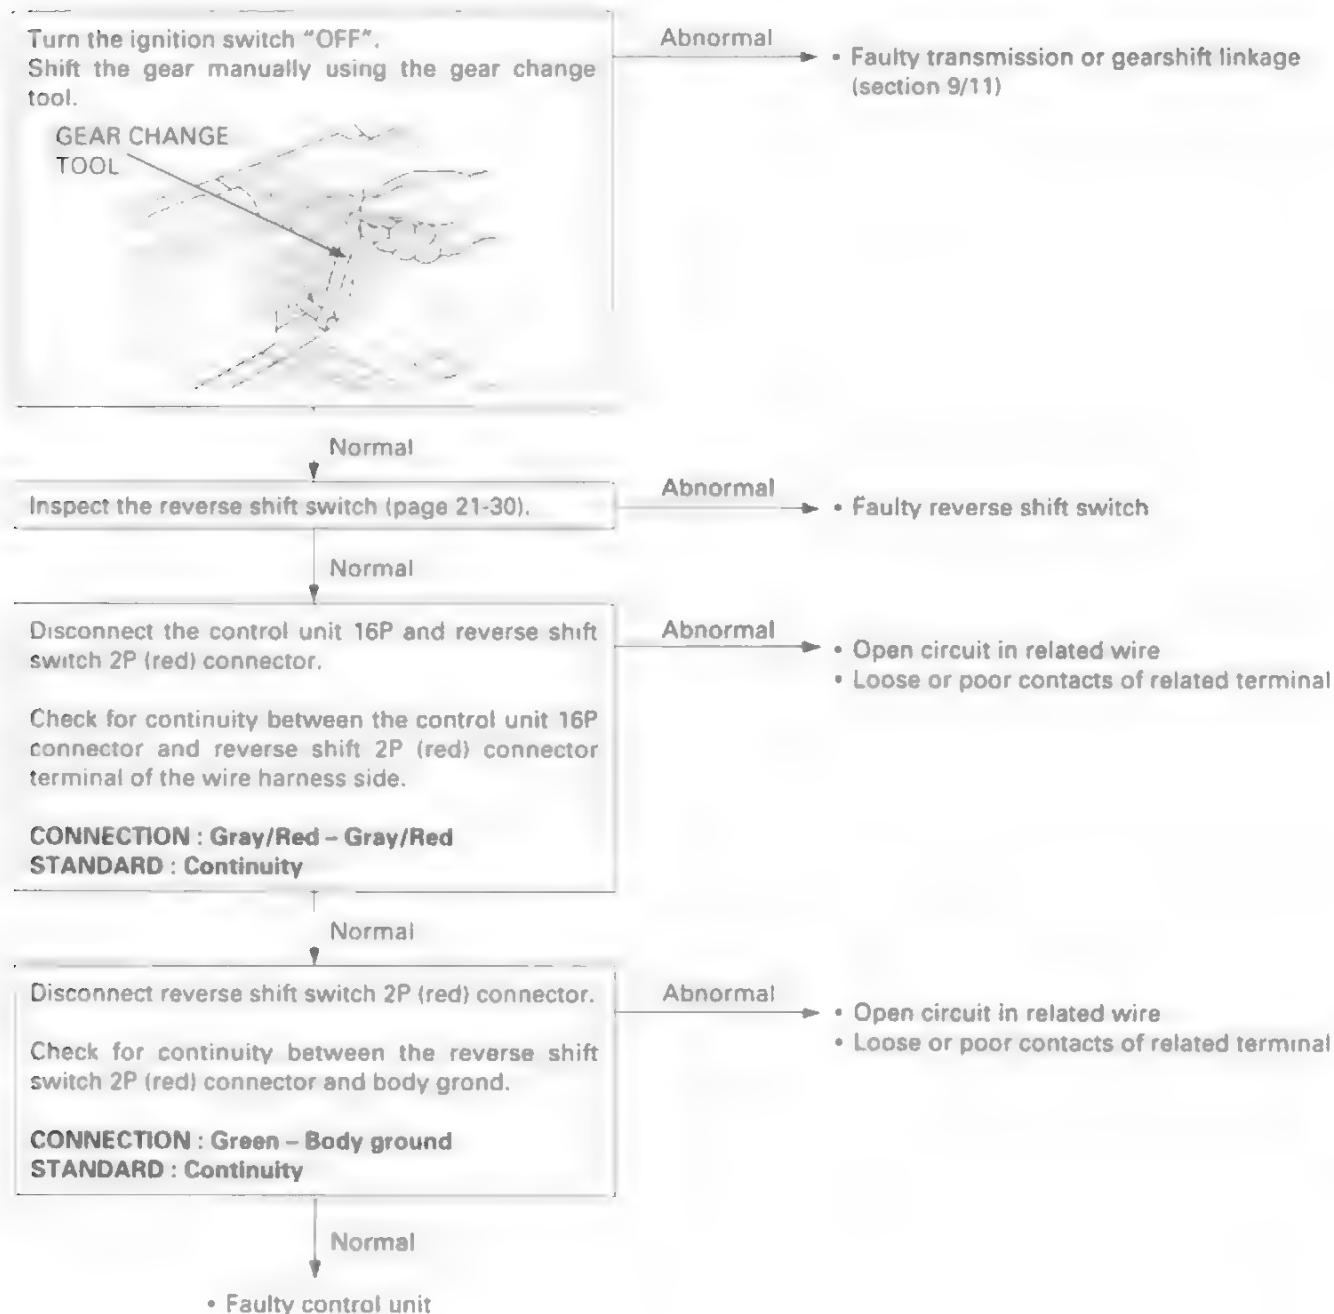 Turn the ignition switch "OFF".
Shift the gear manually using the gear change
tool.
GEAR CHANGE
TOOL
Abnormal
• Faulty transmission or gearshift linkage
(section 9/11)
Normal
Inspect the reverse shift switch (page 21-30).
Abnormal
• Faulty reverse shift switch
Normal
Disconnect the control unit 16P and reverse shift
switch 2P (red) connector.
Check for continuity between the control unit 16P
connector and reverse shift 2P (red) connector
terminal of the wire harness side.
CONNECTION : Gray/Red – Gray/Red
STANDARD : Continuity
Abnormal
• Open circuit in related wire
• Loose or poor contacts of related terminal
Normal
Disconnect reverse shift switch 2P (red) connector.
Check for continuity between the reverse shift
switch 2P (red) connector and body grond.
CONNECTION : Green – Body ground
STANDARD : Continuity
Abnormal
• Open circuit in related wire
• Loose or poor contacts of related terminal
Normal
• Faulty control unit